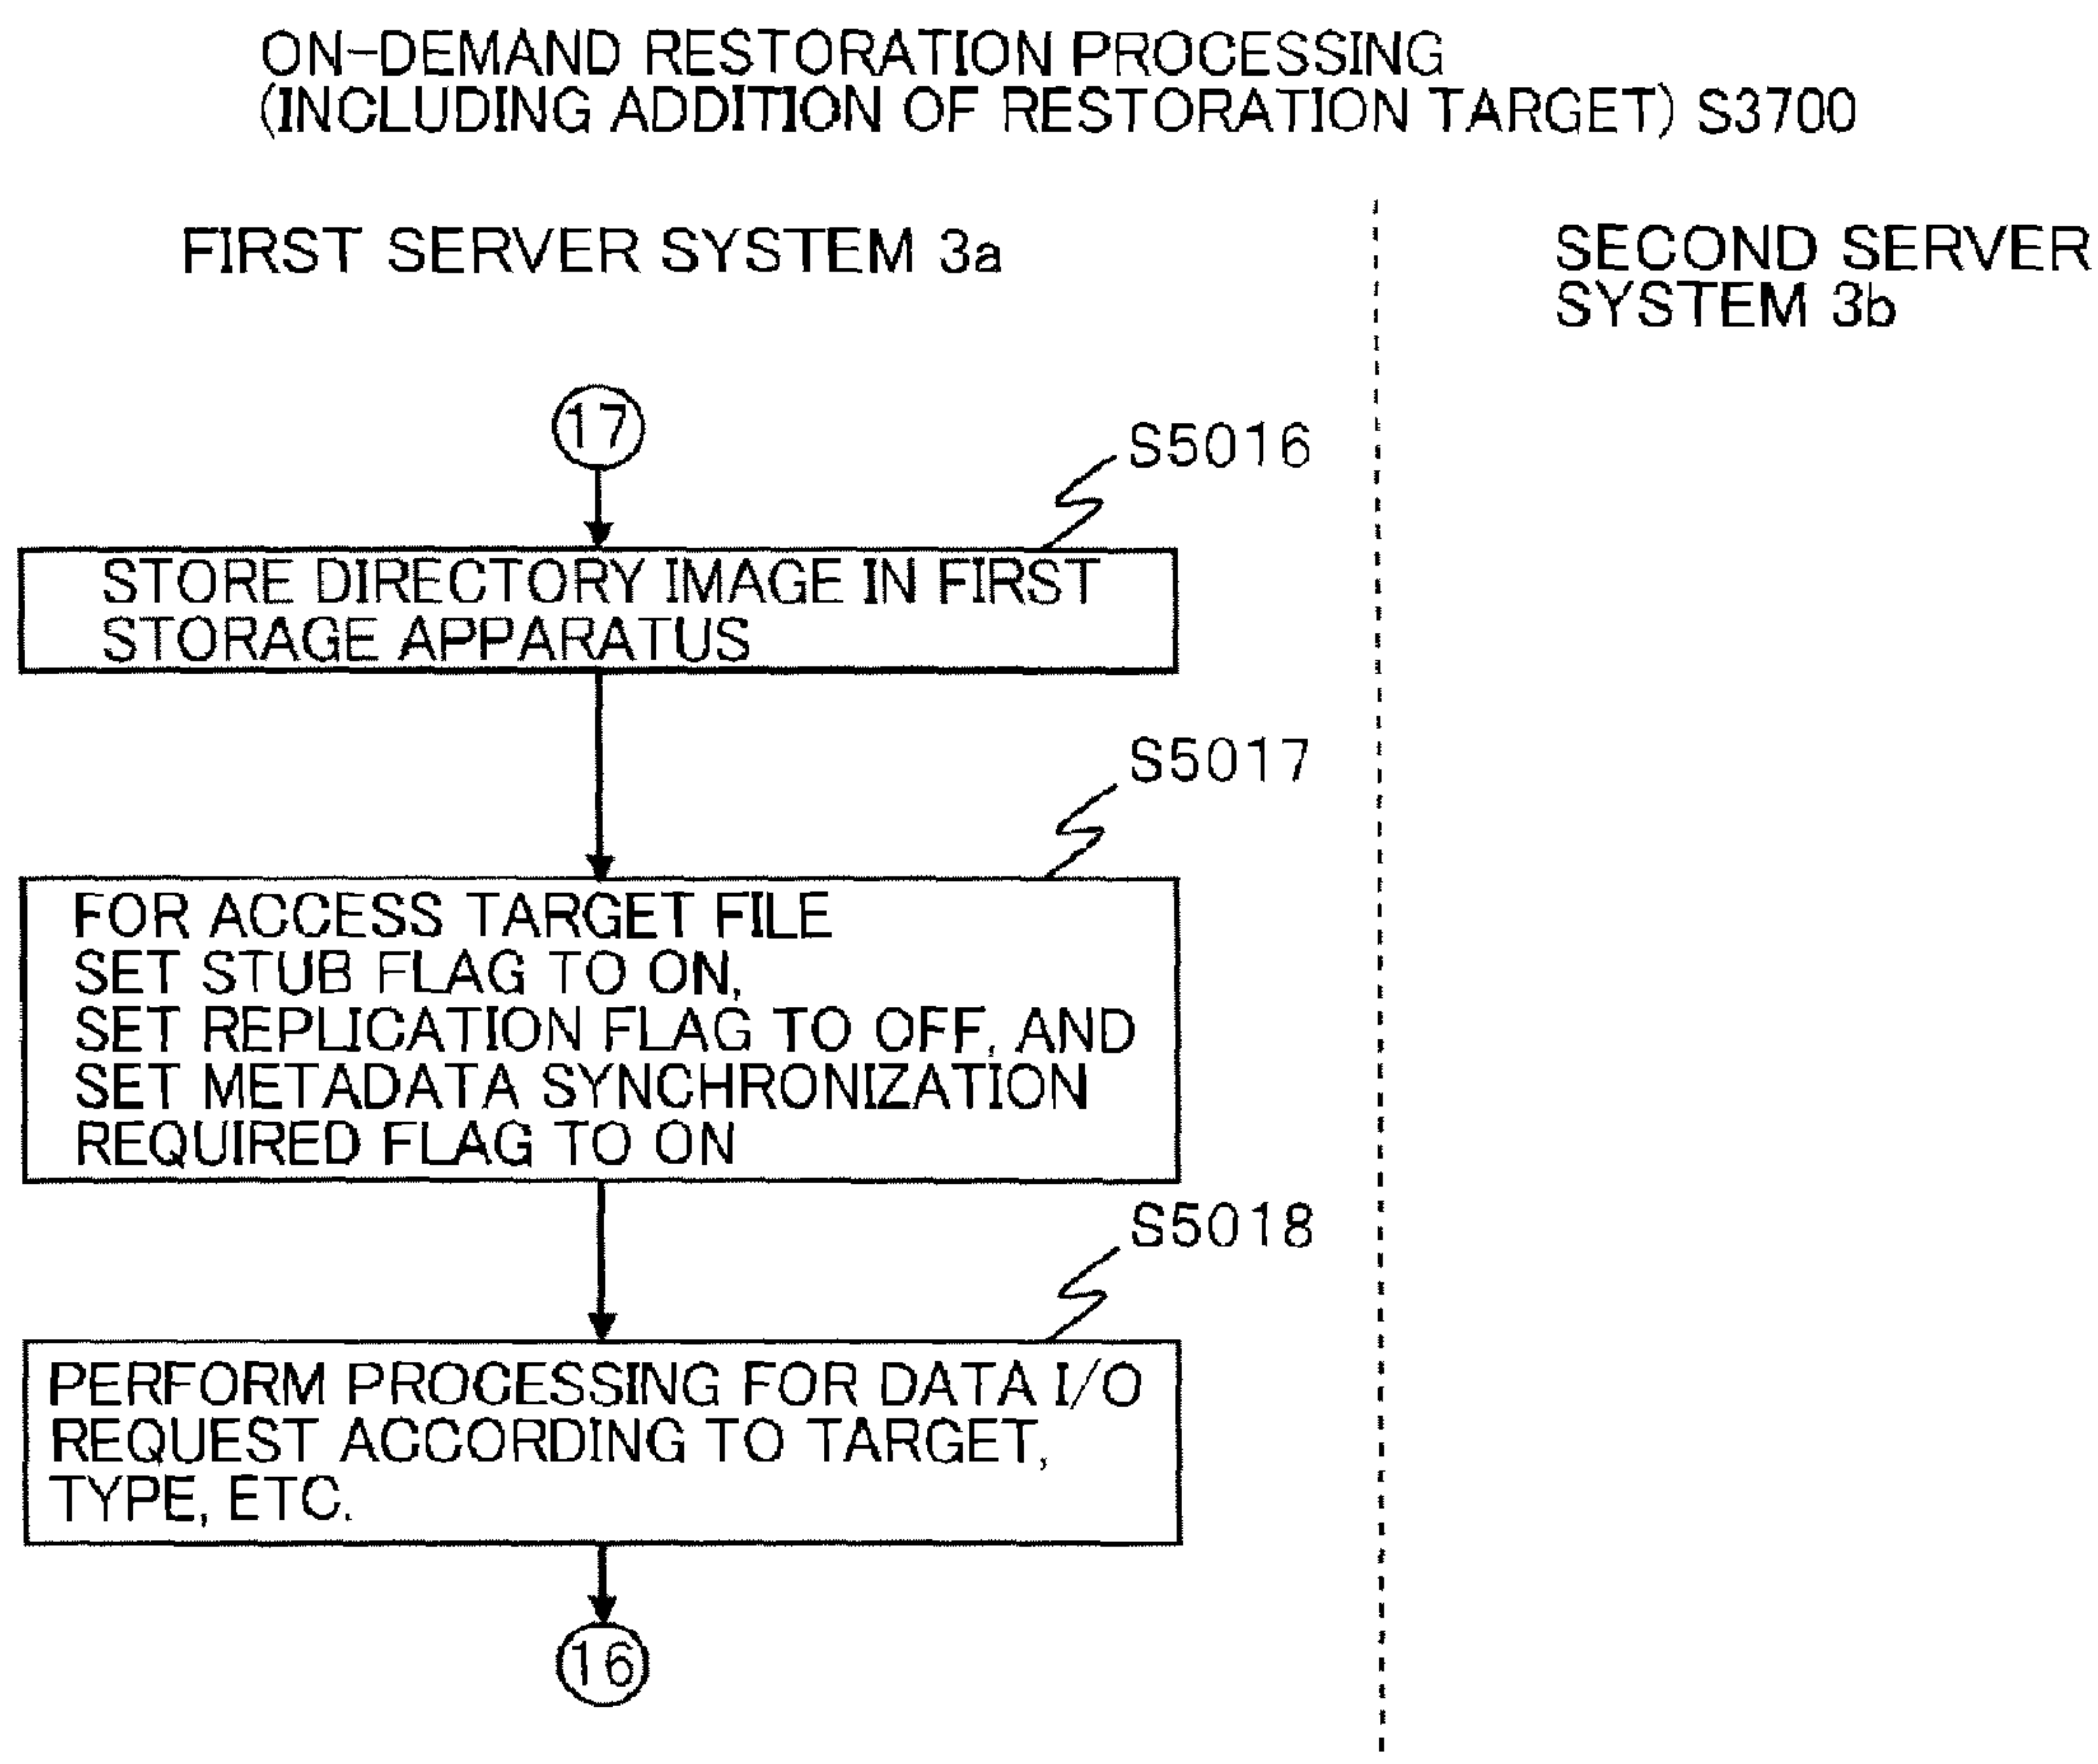 ON-DEMAND RESTORATION PROCESSING
(INCLUDING ADDITION OF RESTORATION TARGET) S3700
FIRST SERVER SYSTEM 3a
SECOND SERVER
SYSTEM 3b
17
S5016
STORE DIRECTORY IMAGE IN FIRST
STORAGE APPARATUS
S5017
FOR ACCESS TARGET FILE
SET STUB FLAG TO ON,
SET REPLICATION FLAG TO OFF, AND
SET METADATA SYNCHRONIZATION
REQUIRED FLAG TO ON
S5018
PERFORM PROCESSING FOR DATA I/O
REQUEST ACCORDING TO TARGET,
TYPE, ETC.
16